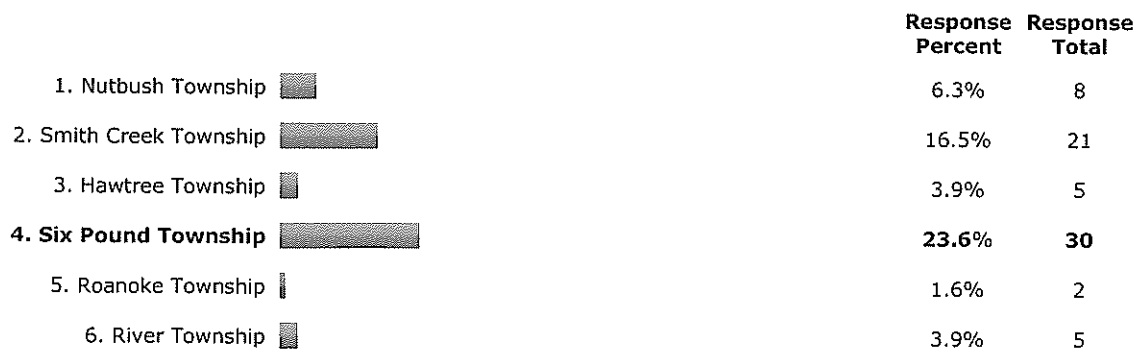 Response Response
Percent Total
1. Nutbush Township 6.3% 8
2. Smith Creek Township 16.5% 21
3. Hawtree Township 3.9% 5
4. Six Pound Township 23.6% 30
5. Roanoke Township 1.6% 2
6. River Township 3.9% 5